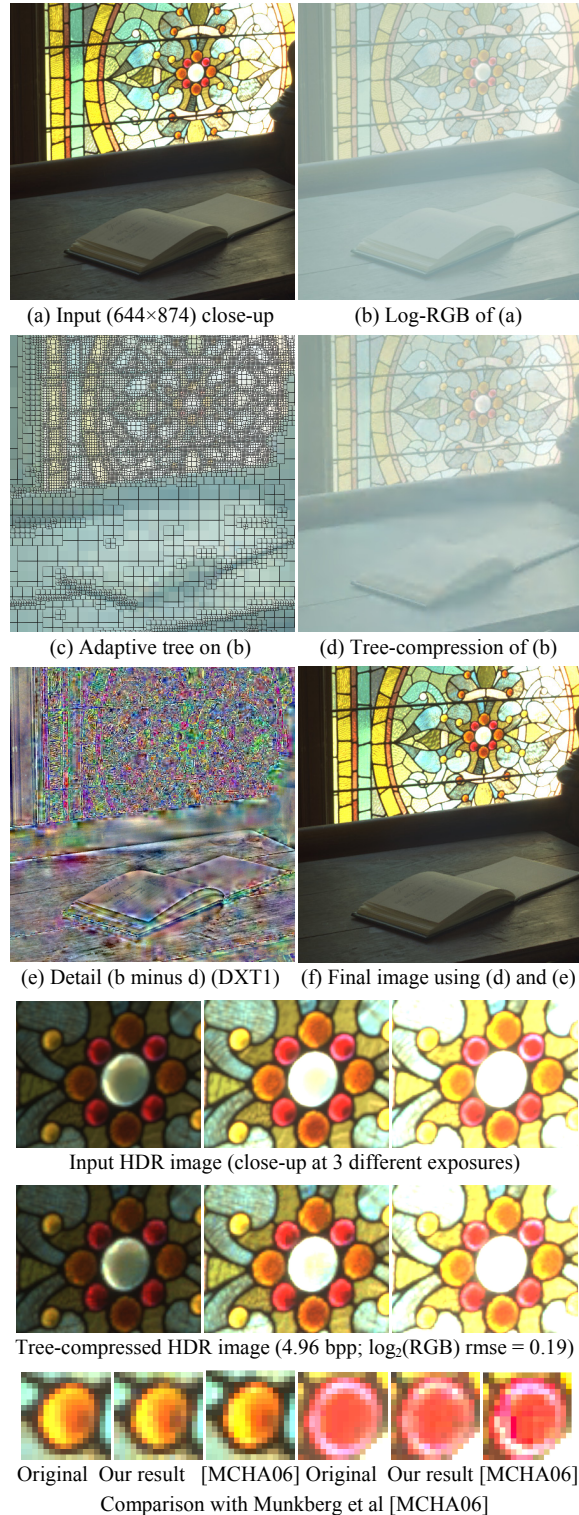 (a) Input (644×874) close-up
(b) Log-RGB of (a)
(c) Adaptive tree on (b)
(d) Tree-compression of (b)
(e) Detail (b minus d) (DXT1)
(f) Final image using (d) and (e)
Input HDR image (close-up at 3 different exposures)
Tree-compressed HDR image (4.96 bpp; log₂(RGB) rmse = 0.19)
Original Our result [MCHA06] Original Our result [MCHA06]
Comparison with Munkberg et al [MCHA06]